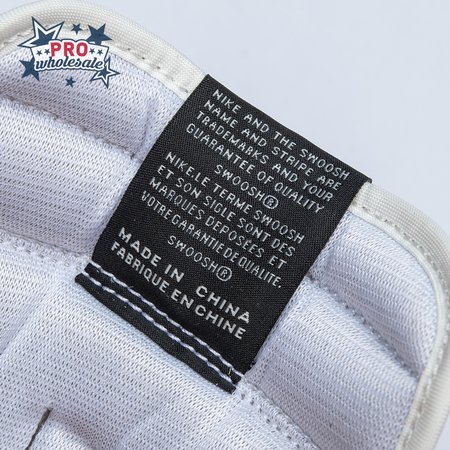 PRO
wholesale
NIKE AND THE SWOOSH
NAME AND STRIPE ARE
TRADEMARKS AND YOUR
GUARANTEE OF QUALITY
SWOOSH®
NIKE.LE TERME SWOOSH
ET SON SIGLE SONT DES
MARQUES DÉPOSÉES ET
VOTRE GARANTIE DE QUALITE.
SWOOSH®
MADE IN CHINA
FABRIQUE EN CHINE